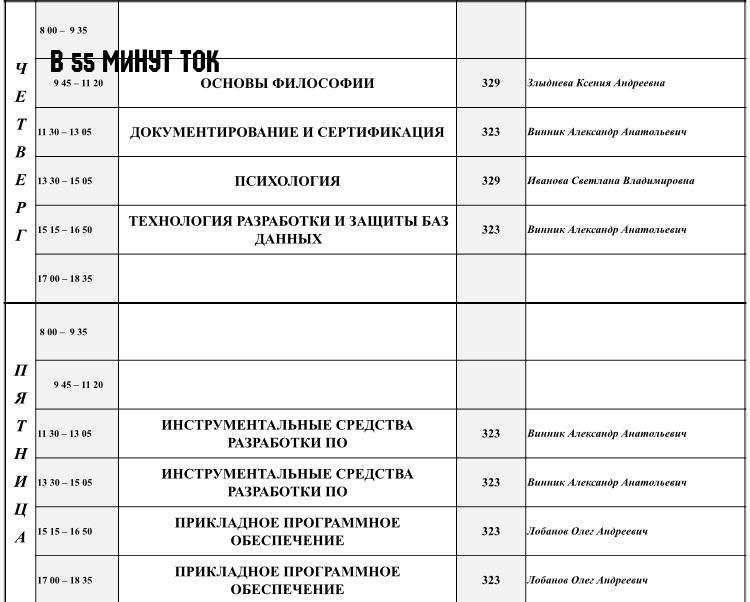 ЧЕТВЕРГ
8 00 – 9 35
В 55 МИНУТ ТОК
9 45 – 11 20 ОСНОВЫ ФИЛОСОФИИ 329 Злыднева Ксения Андреевна
11 30 – 13 05 ДОКУМЕНТИРОВАНИЕ И СЕРТИФИКАЦИЯ 323 Винник Александр Анатольевич
13 30 – 15 05 ПСИХОЛОГИЯ 329 Иванова Светлана Владимировна
15 15 – 16 50 ТЕХНОЛОГИЯ РАЗРАБОТКИ И ЗАЩИТЫ БАЗ
ДАННЫХ 323 Винник Александр Анатольевич
17 00 – 18 35
ПЯТНИЦА
8 00 – 9 35
9 45 – 11 20
11 30 – 13 05 ИНСТРУМЕНТАЛЬНЫЕ СРЕДСТВА
РАЗРАБОТКИ ПО 323 Винник Александр Анатольевич
13 30 – 15 05 ИНСТРУМЕНТАЛЬНЫЕ СРЕДСТВА
РАЗРАБОТКИ ПО 323 Винник Александр Анатольевич
15 15 – 16 50 ПРИКЛАДНОЕ ПРОГРАММНОЕ
ОБЕСПЕЧЕНИЕ 323 Лобанов Олег Андреевич
17 00 – 18 35 ПРИКЛАДНОЕ ПРОГРАММНОЕ
ОБЕСПЕЧЕНИЕ 323 Лобанов Олег Андреевич